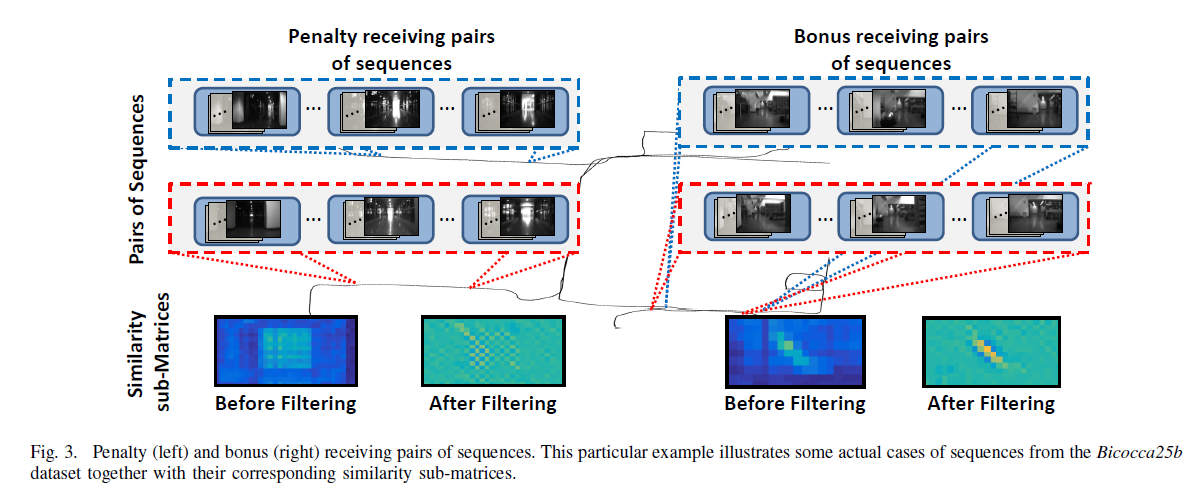 Penalty receiving pairs
of sequences
Bonus receiving pairs
of sequences
Pairs of Sequences
... ...
... ...
... ...
... ...
Similarity
sub-Matrices
Before Filtering
After Filtering
Before Filtering
After Filtering
Fig. 3. Penalty (left) and bonus (right) receiving pairs of sequences. This particular example illustrates some actual cases of sequences from the Bicocca25b
dataset together with their corresponding similarity sub-matrices.